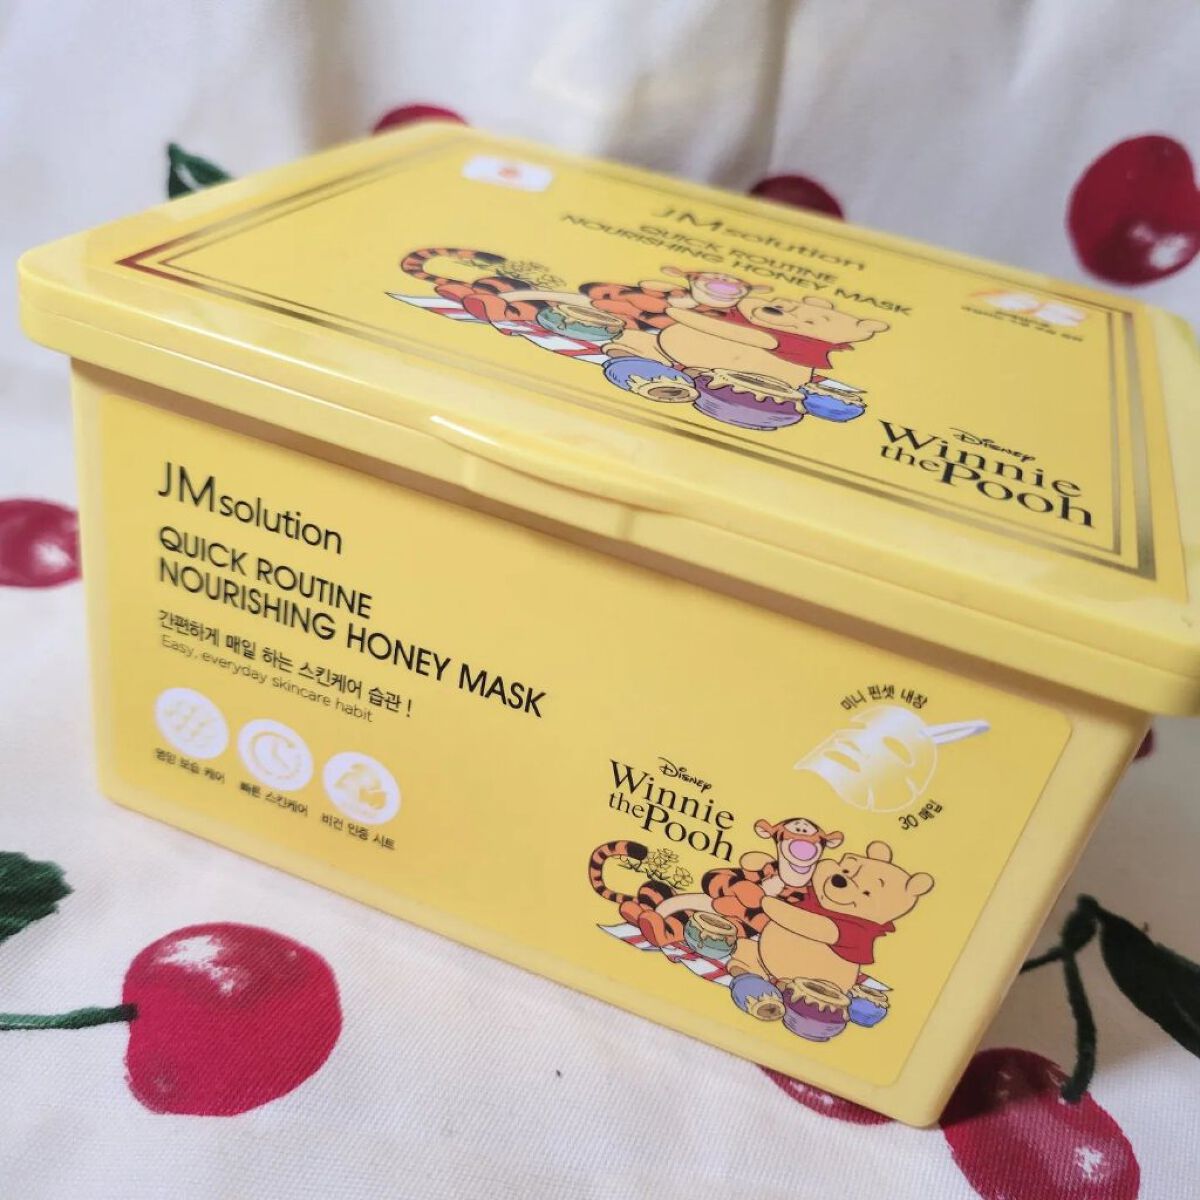 JMsolution
QUICK ROUTINE
NOURISHING HONEY MASK
Disney
Winnie
the Pooh
JMsolution
QUICK ROUTINE
NOURISHING HONEY MASK
간편하게 매일 하는 스킨케어 습관!
Easy, everyday skincare habit
영양 보습 케어
빠른 스킨케어
비건 인증 시트
미니 핀셋 내장
30 매입
Disney
Winnie
the Pooh